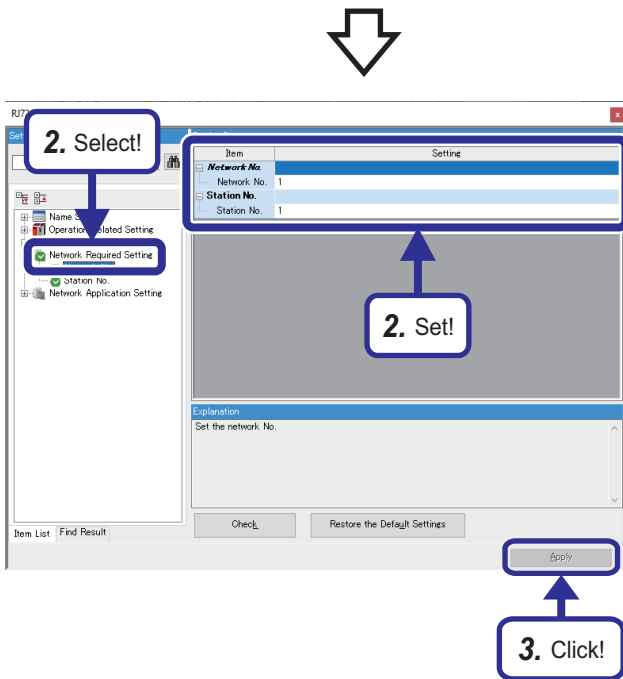 RJ72
2. Select!
Item Setting
Network No.
Network No. 1
Station No.
Station No. 1
Operation Related Setting
Network Required Setting
Station No.
Network Application Setting
2. Set!
Explanation
Set the network No.
Check Restore the Default Settings
Item List Find Result
Apply
3. Click!